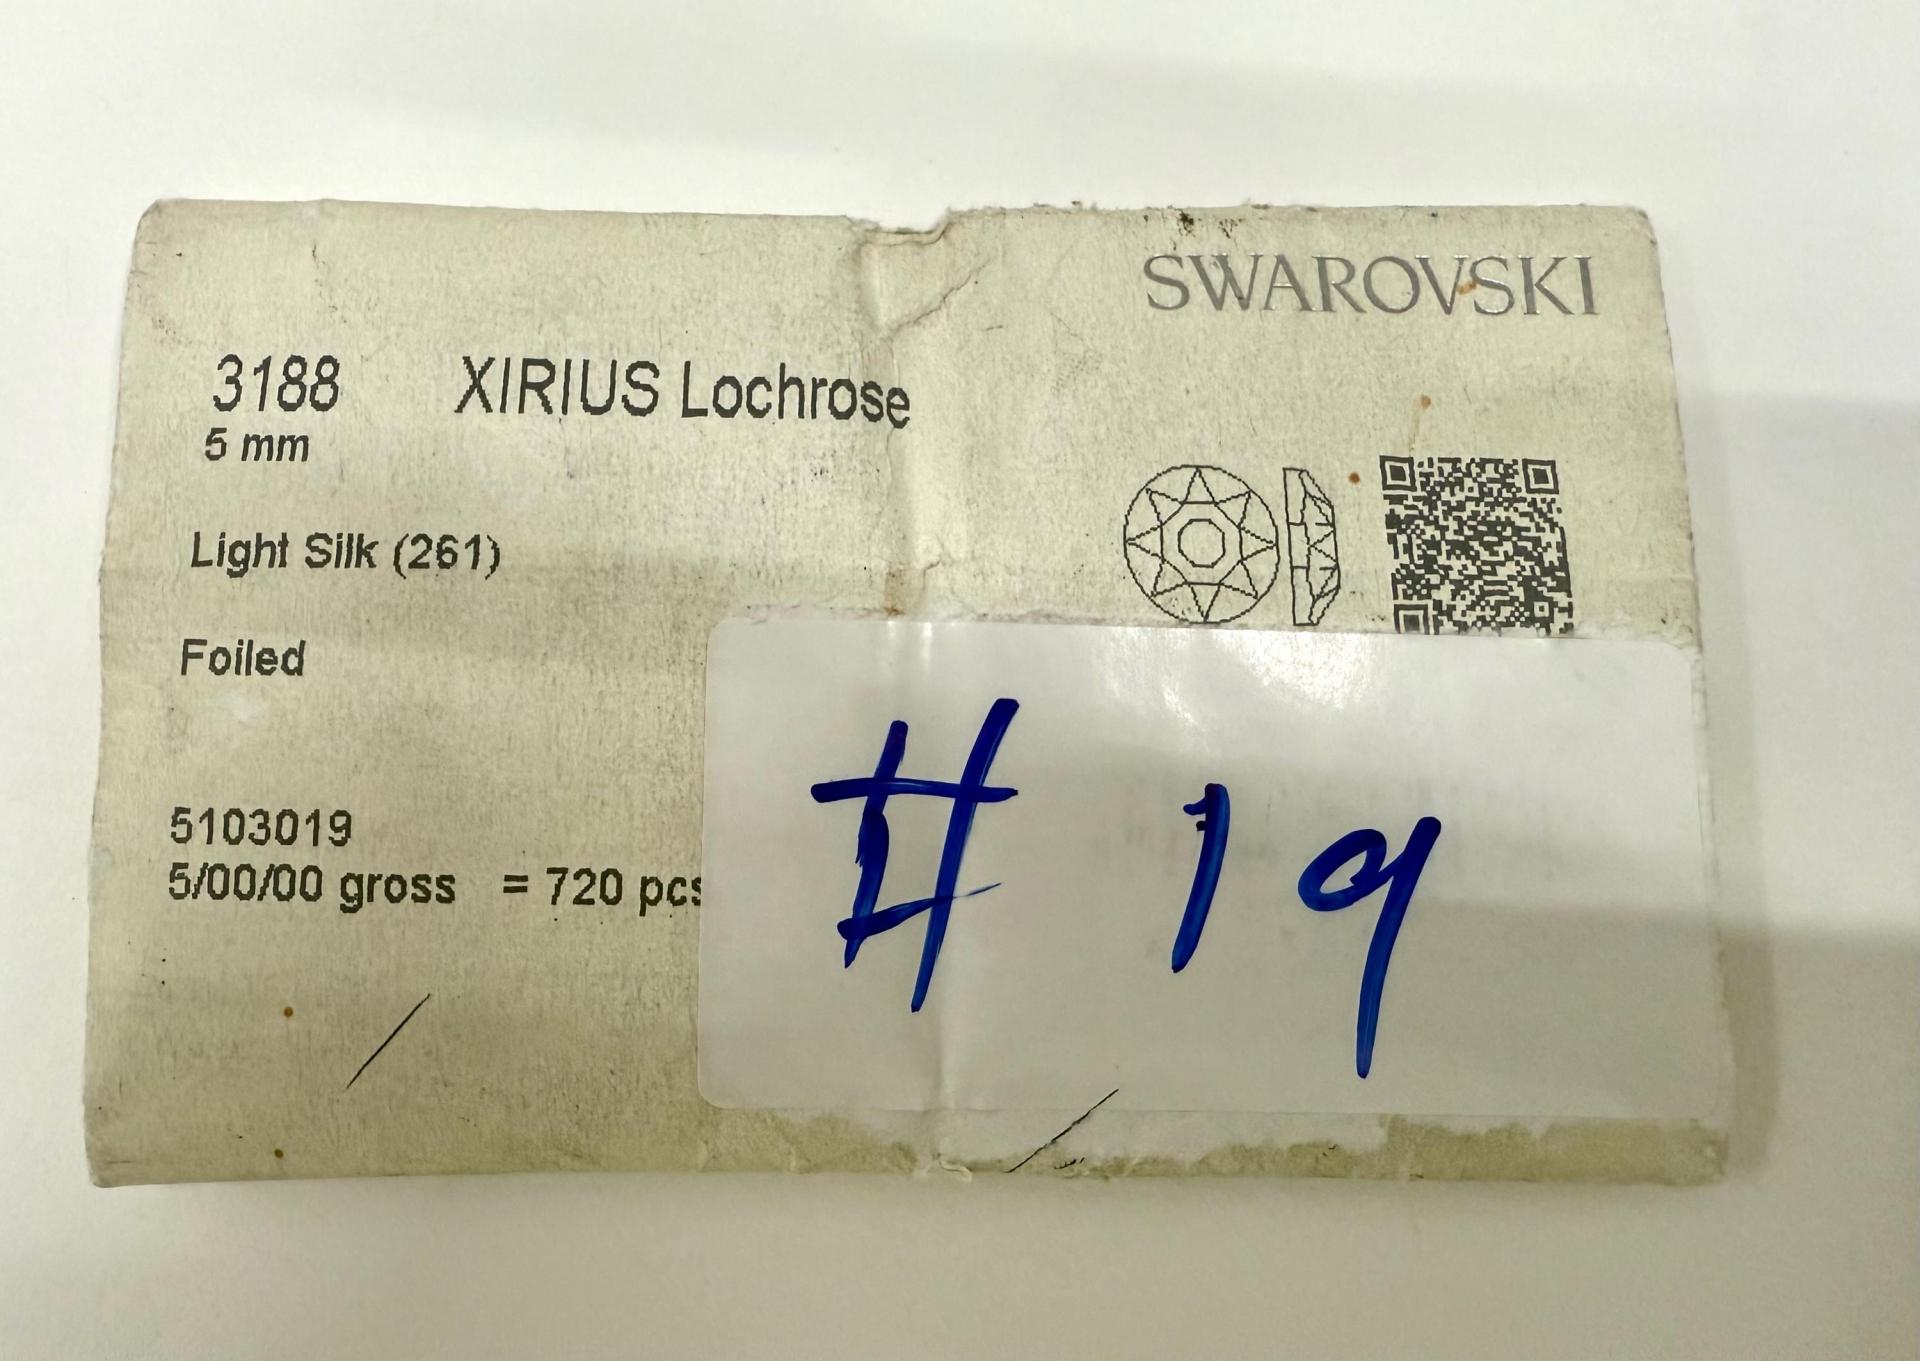 SWAROVSKI
3188 XIRIUS Lochrose
5 mm
Light Silk (261)
Foiled
5103019
5/00/00 gross = 720 pcs
# 19